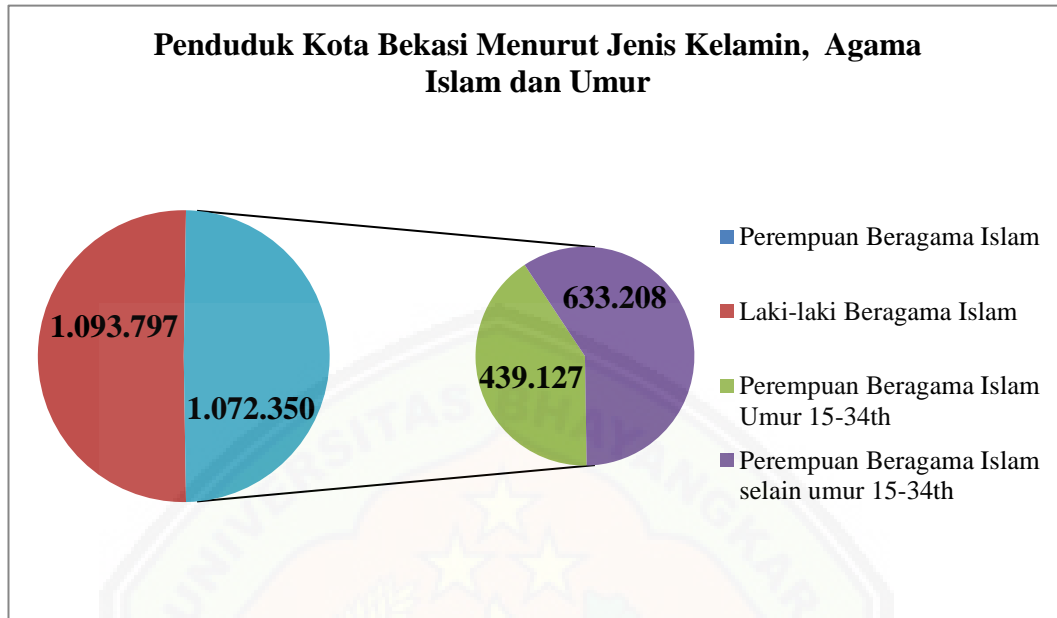 Penduduk Kota Bekasi Menurut Jenis Kelamin, Agama
Islam dan Umur
1.093.797
1.072.350
439.127
633.208
Perempuan Beragama Islam
Laki-laki Beragama Islam
Perempuan Beragama Islam
Umur 15-34th
Perempuan Beragama Islam
selain umur 15-34th
UNIVERSITAS BHAYANGKAR